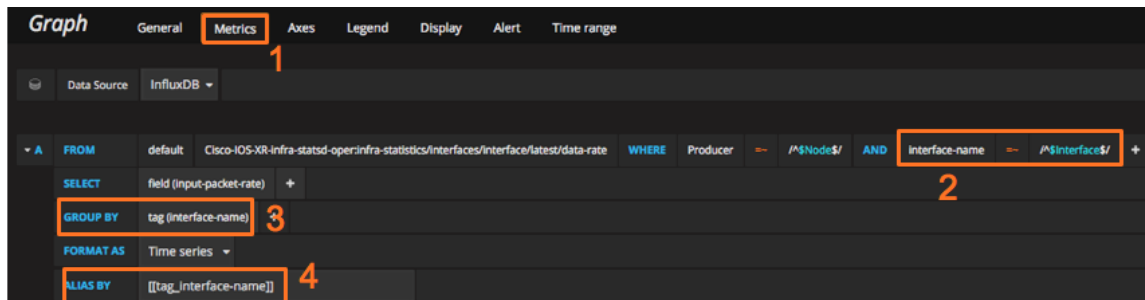 Graph General Metrics Axes Legend Display Alert Time range
1
Data Source InfluxDB
A FROM default Cisco-IOS-XR-infra-statsd-oper:infra-statistics/interfaces/interface/latest/data-rate WHERE Producer =~ /^$Node$/ AND interface-name =~ /^$Interface$/ +
2
SELECT field (input-packet-rate) +
GROUP BY tag (interface-name) + 3
FORMAT AS Time series
ALIAS BY [[tag_interface-name]] 4